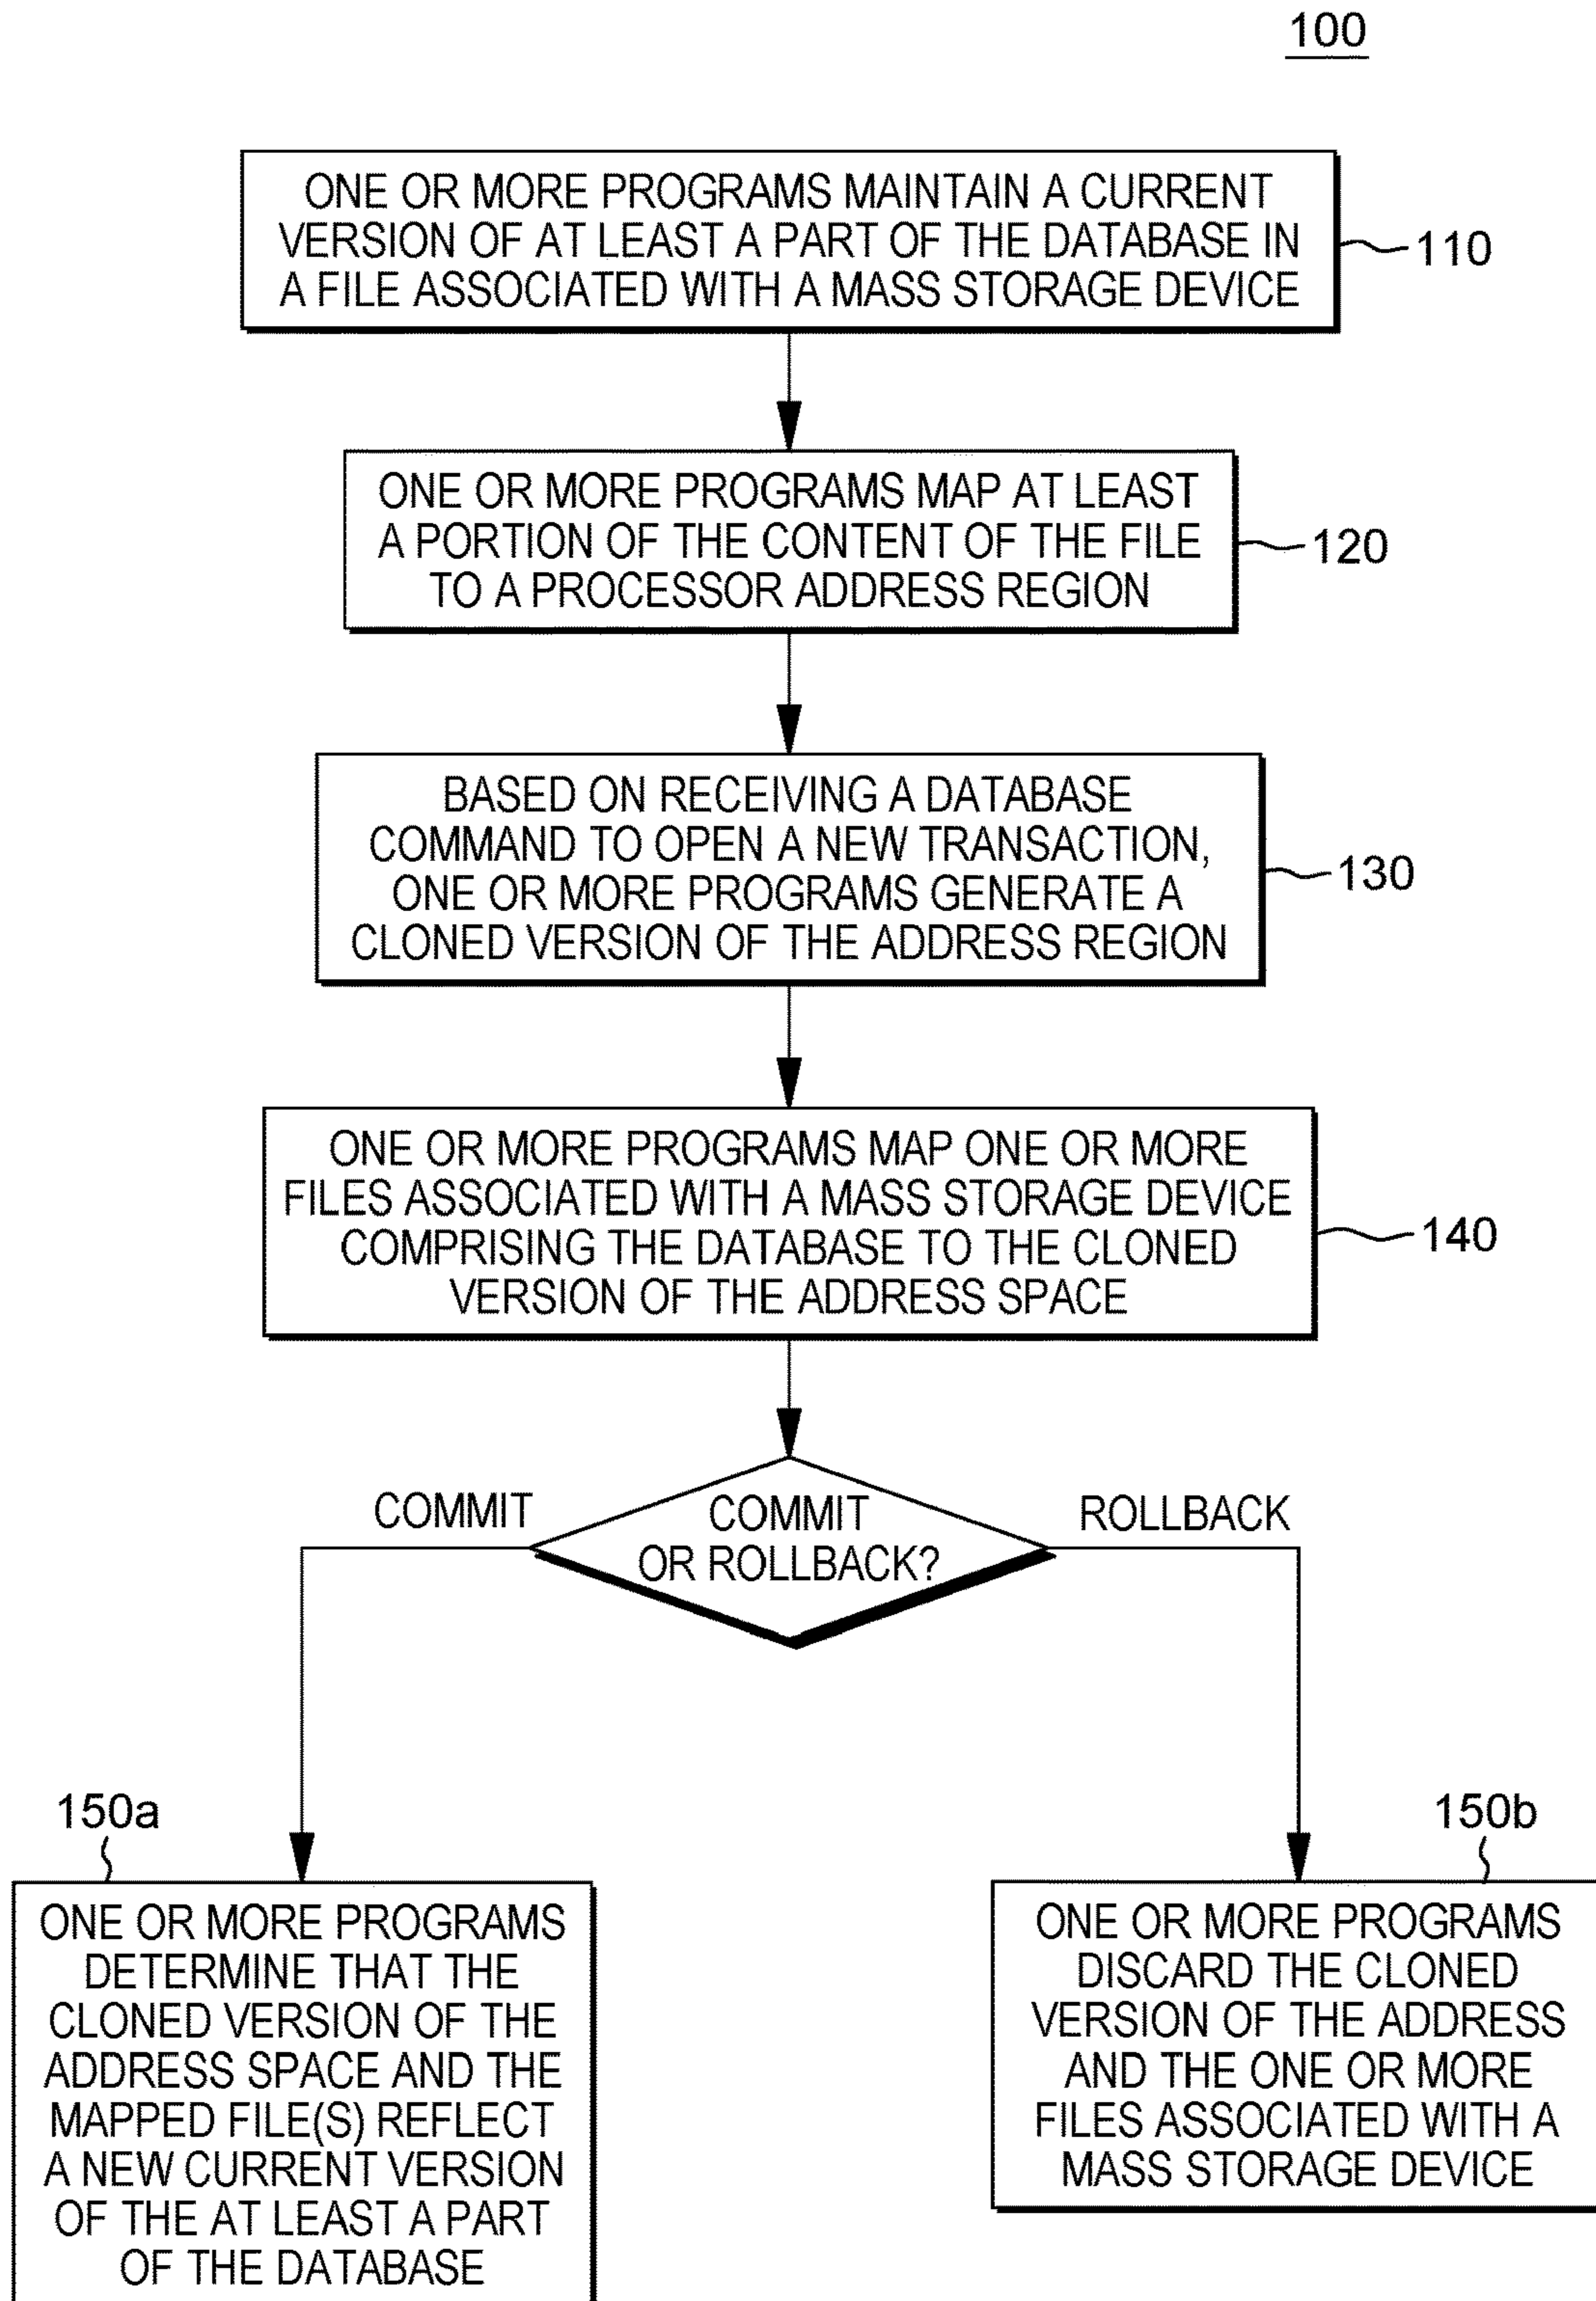 100
ONE OR MORE PROGRAMS MAINTAIN A CURRENT
VERSION OF AT LEAST A PART OF THE DATABASE IN
A FILE ASSOCIATED WITH A MASS STORAGE DEVICE
110
ONE OR MORE PROGRAMS MAP AT LEAST
A PORTION OF THE CONTENT OF THE FILE
TO A PROCESSOR ADDRESS REGION
120
BASED ON RECEIVING A DATABASE
COMMAND TO OPEN A NEW TRANSACTION,
ONE OR MORE PROGRAMS GENERATE A
CLONED VERSION OF THE ADDRESS REGION
130
ONE OR MORE PROGRAMS MAP ONE OR MORE
FILES ASSOCIATED WITH A MASS STORAGE DEVICE
COMPRISING THE DATABASE TO THE CLONED
VERSION OF THE ADDRESS SPACE
140
COMMIT
COMMIT
OR ROLLBACK?
ROLLBACK
150a
ONE OR MORE PROGRAMS
DETERMINE THAT THE
CLONED VERSION OF THE
ADDRESS SPACE AND THE
MAPPED FILE(S) REFLECT
A NEW CURRENT VERSION
OF THE AT LEAST A PART
OF THE DATABASE
150b
ONE OR MORE PROGRAMS
DISCARD THE CLONED
VERSION OF THE ADDRESS
AND THE ONE OR MORE
FILES ASSOCIATED WITH A
MASS STORAGE DEVICE